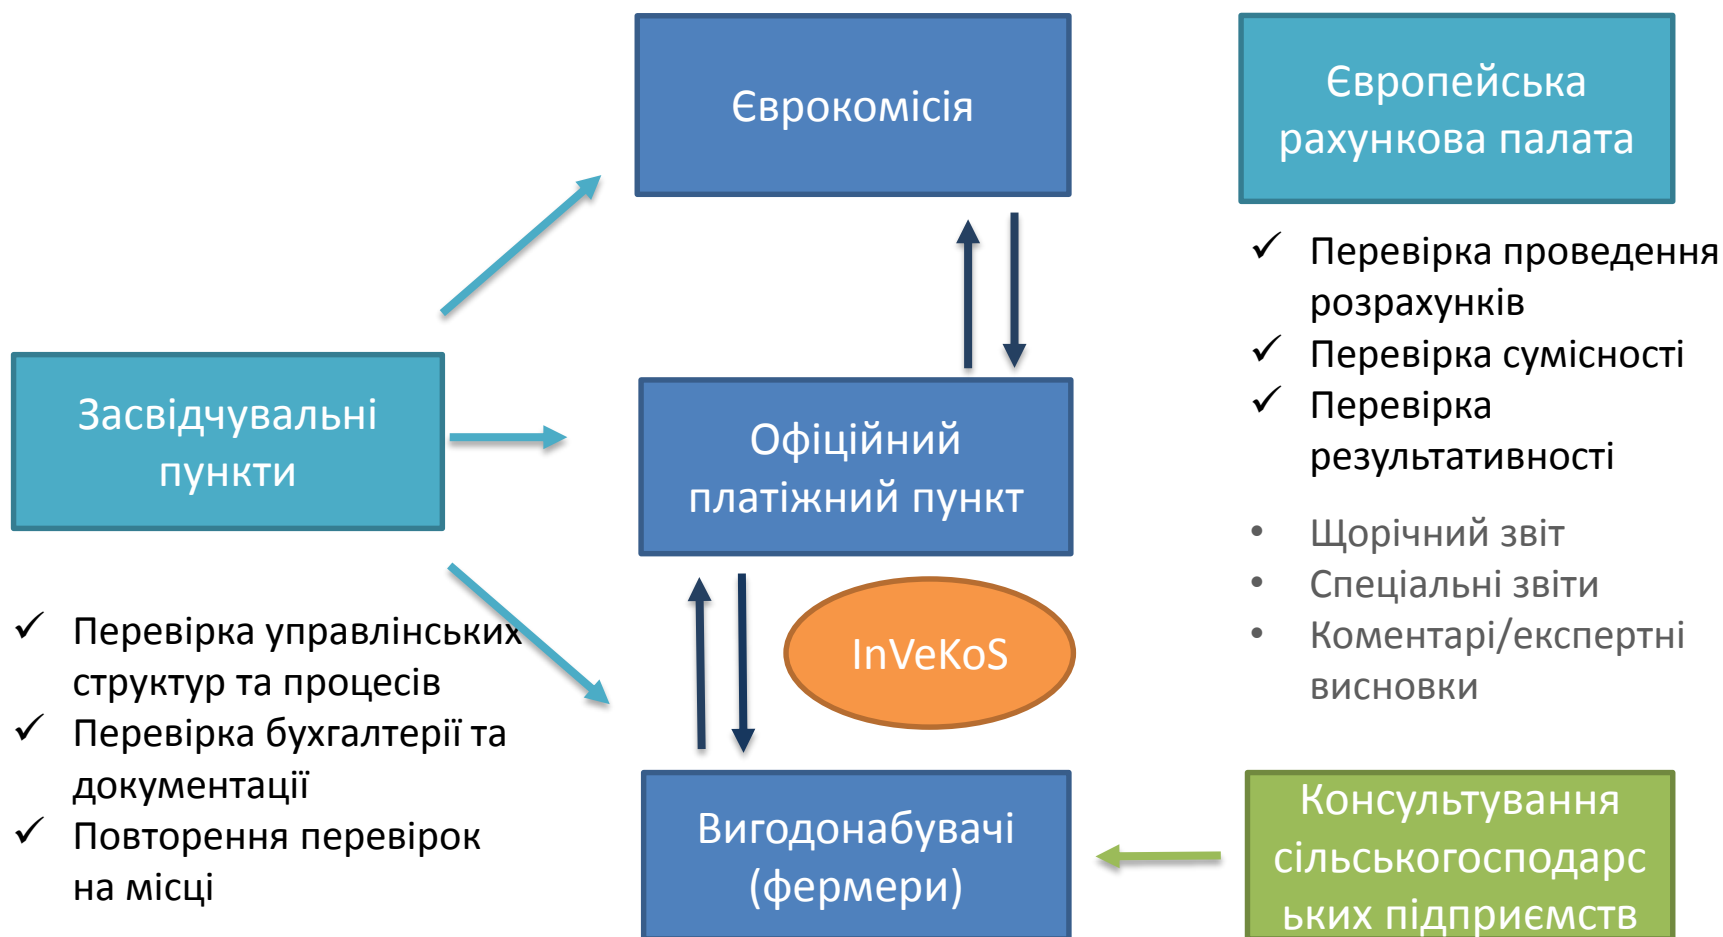 Єврокомісія
Європейська
рахункова палата
✓ Перевірка проведення
розрахунків
✓ Перевірка сумісності
✓ Перевірка
результативності
• Щорічний звіт
• Спеціальні звіти
• Коментарі/експертні
висновки
Засвідчувальні
пункти
Офіційний
платіжний пункт
InVeKoS
✓ Перевірка управлінських
структур та процесів
✓ Перевірка бухгалтерії та
документації
✓ Повторення перевірок
на місці
Вигодонабувачі
(фермери)
Консультування
сільськогосподарс
ьких підприємств